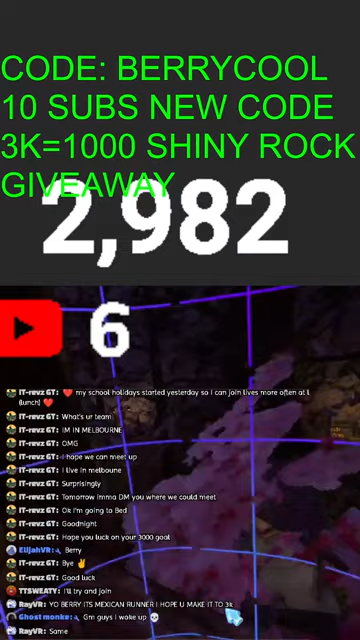 CODE: BERRYCOOL
10 SUBS NEW CODE
3K=1000 SHINY ROCK
GIVEAWAY
2,982
6
IT-revz GT: ❤️ my school holidays started yesterday so i can join lives more often at l
(lunch) ❤️
IT-revz GT: What's ur team
IT-revz GT: IM IN MELBOURNE
IT-revz GT: OMG
IT-revz GT: I hope we can meet up
IT-revz GT: I live in melboune
IT-revz GT: Surprisingly
IT-revz GT: Tomorrow imma DM you where we could meet
IT-revz GT: Ok I'm going to Bed
IT-revz GT: Goodnight
IT-revz GT: Hope you luck on your 3000 goal
ElijahVR: Berry
IT-revz GT: Bye ✌️
IT-revz GT: Good luck
TTSWEATY: I'll try and join
RayVR: YO BERRY ITS MEXICAN RUNNER I HOPE U MAKE IT TO 3k
Ghost monke: Gm guys I woke up 💀
RayVR: Same